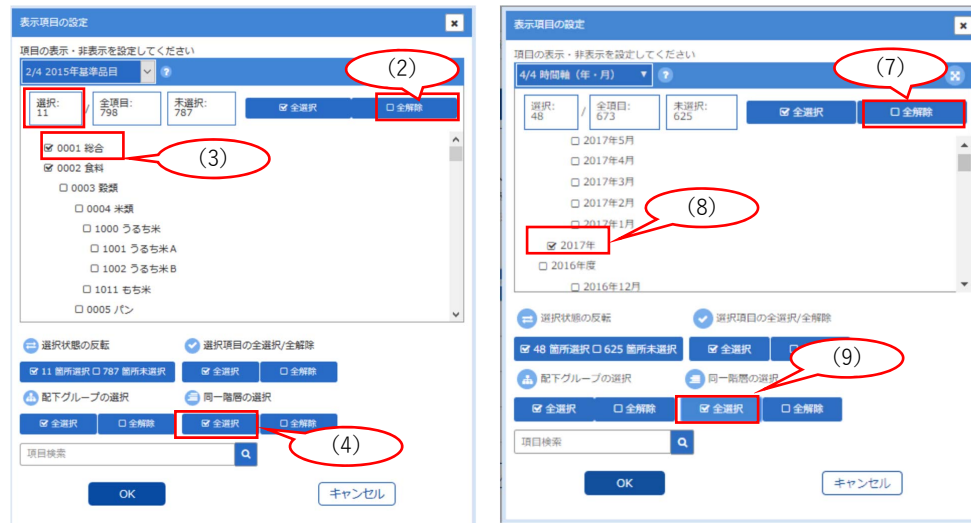 表示項目の設定
項目の表示・非表示を設定してください
2/4 2015年基準品目
?
(2)
選択:
11
/
全項目:
798
未選択:
787
全選択
全解除
0001 総合
(3)
0002 食料
0003 穀類
0004 米類
1000 うるち米
1001 うるち米A
1002 うるち米B
1011 もち米
0005 パン
選択状態の反転
選択項目の全選択/全解除
11 箇所選択 787 箇所未選択
全選択
全解除
配下グループの選択
同一階層の選択
全選択
全解除
全選択
全解除
(4)
項目検索
OK
キャンセル
表示項目の設定
項目の表示・非表示を設定してください
4/4 時間軸(年・月)
?
(7)
選択:
48
/
全項目:
673
未選択:
625
全選択
全解除
2017年5月
2017年4月
2017年3月
2017年2月
(8)
2017年1月
2017年
2016年度
2016年12月
選択状態の反転
選択項目の全選択/全解除
48 箇所選択 625 箇所未選択
全選択
(9)
配下グループの選択
同一階層の選択
全選択
全解除
全選択
全解除
項目検索
OK
キャンセル